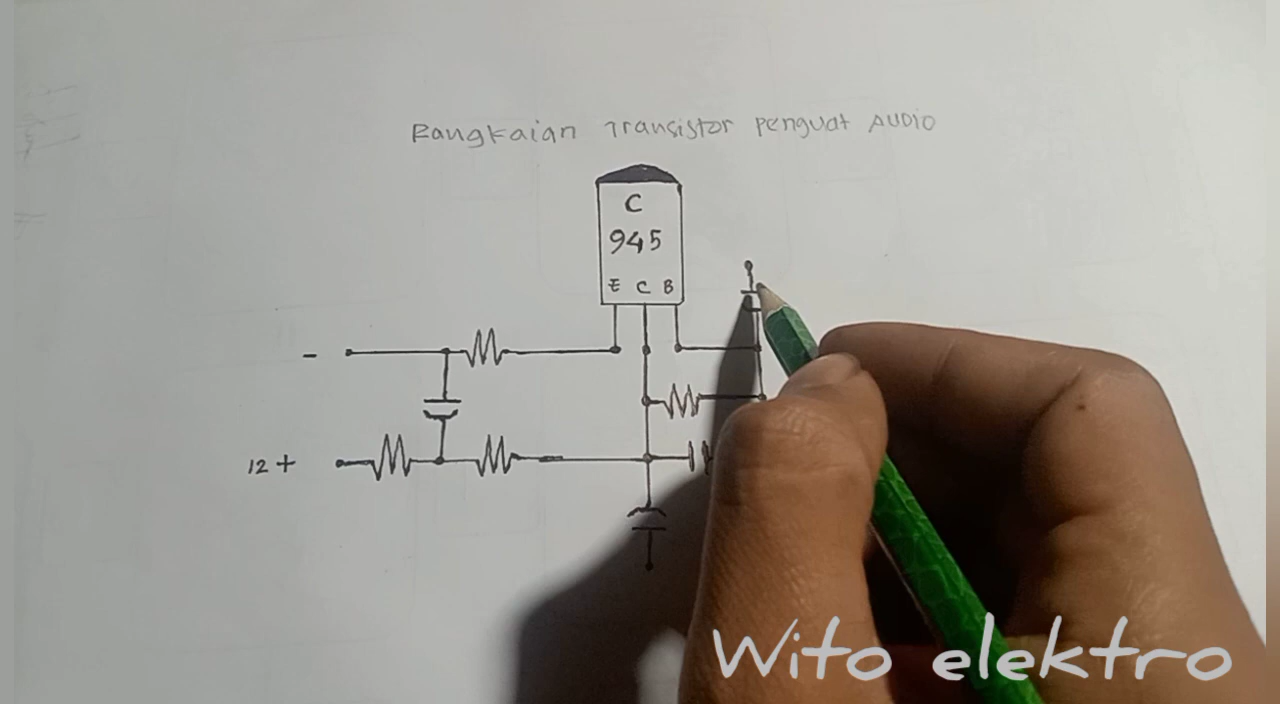 Rangkaian Transistor Penguat AUDIO
C
945
E C B
-
12 +
Wito elektro